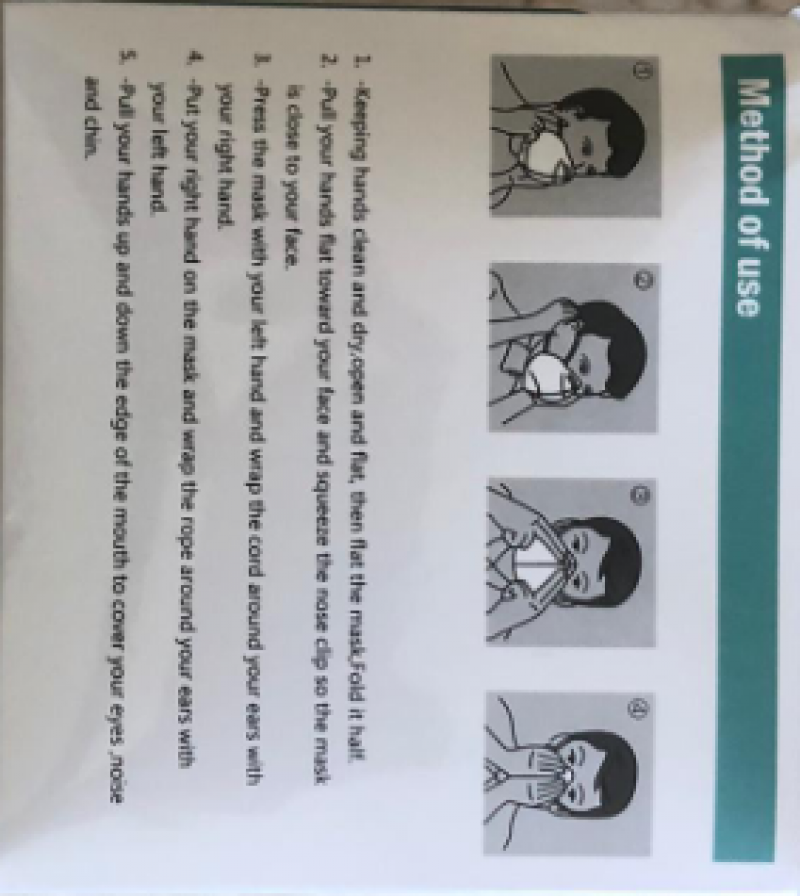 Method of use
①
②
③
④
1. -Keeping hands clean and dry,open and flat, then flat the mask,Fold it half.
2. -Pull your hands flat toward your face and squeeze the nose clip so the mask
is close to your face.
3. -Press the mask with your left hand and wrap the cord around your ears with
your right hand.
4. -Put your right hand on the mask and wrap the rope around your ears with
your left hand.
5. -Pull your hands up and down the edge of the mouth to cover your eyes ,noise
and chin.